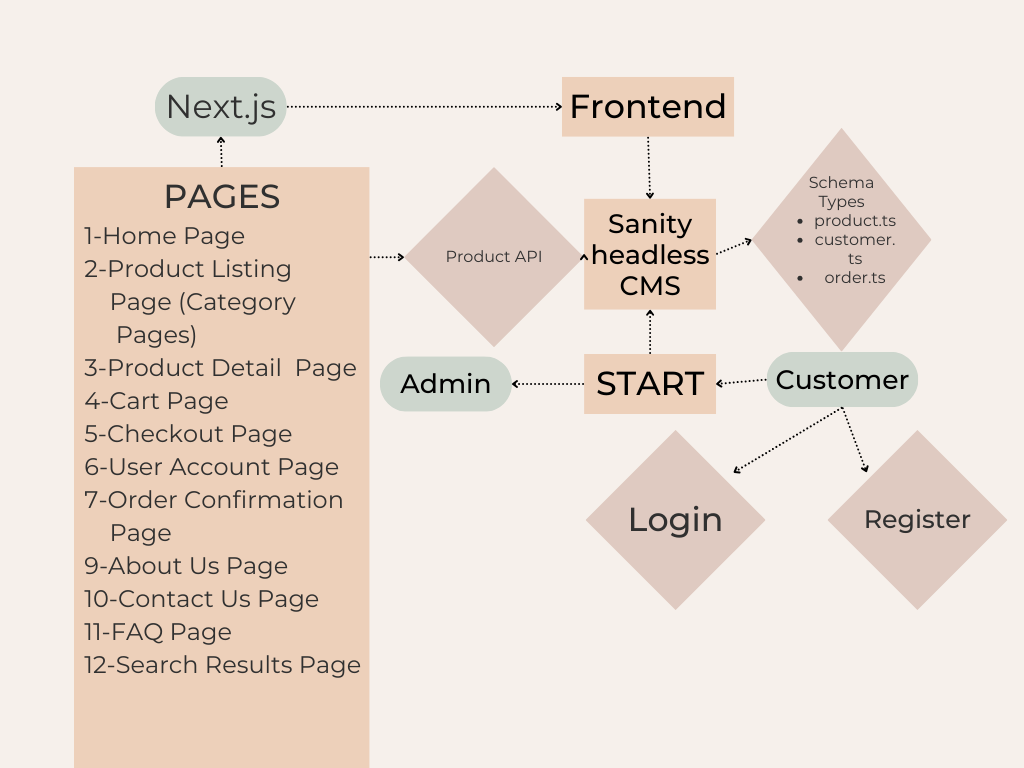 Next.js
Frontend
PAGES
1-Home Page
2-Product Listing
Page (Category
Pages)
3-Product Detail  Page
4-Cart Page
5-Checkout Page
6-User Account Page
7-Order Confirmation
Page
9-About Us Page
10-Contact Us Page
11-FAQ Page
12-Search Results Page
Product API
Sanity
headless
CMS
Schema
Types
• product.ts
• customer.
ts
• order.ts
Admin
START
Customer
Login
Register